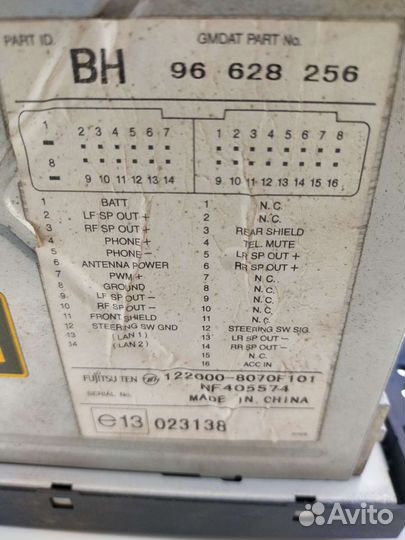 PART ID. GMDAT PART No.
BH 96 628 256
1 2 3 4 5 6 7 1 2 3 4 5 6 7 8
8 9 10 11 12 13 14 9 10 11 12 13 14 15 16
1 BATT 1 N.C.
2 LF SP OUT + 2 N.C.
3 RF SP OUT + 3 REAR SHIELD
4 PHONE + 4 TEL. MUTE
5 PHONE − 5 LR SP OUT +
6 ANTENNA POWER 6 RR SP OUT +
7 PWM + 7 N.C.
8 GROUND 8 N.C.
9 LF SP OUT − 9 N.C.
10 RF SP OUT − 10 N.C.
11 FRONT SHIELD 11 N.C.
12 STEERING SW GND 12 STEERING SW SIG.
13 (LAN 1) 13 LR SP OUT −
14 (LAN 2) 14 RR SP OUT −
15 N.C.
16 ACC IN
FUJITSU TEN 122000-8070F101
SERIAL No. NF405574
MADE IN CHINA
e13 023138
Avito